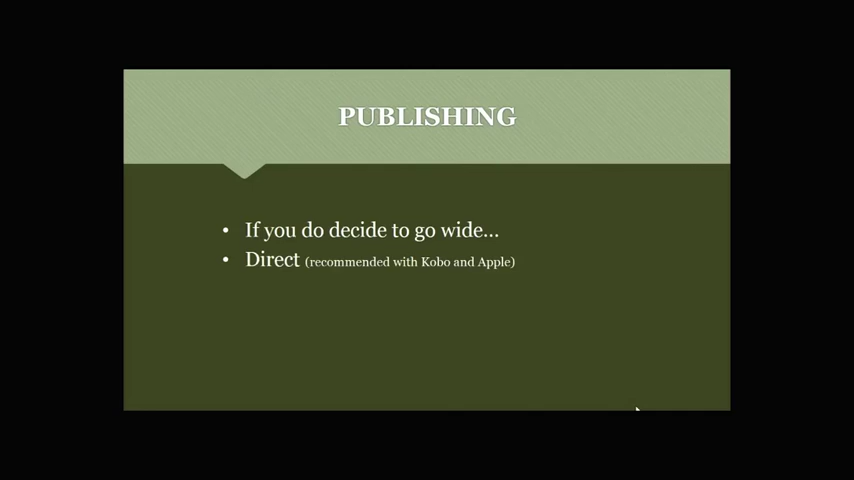 PUBLISHING
• If you do decide to go wide...
• Direct (recommended with Kobo and Apple)